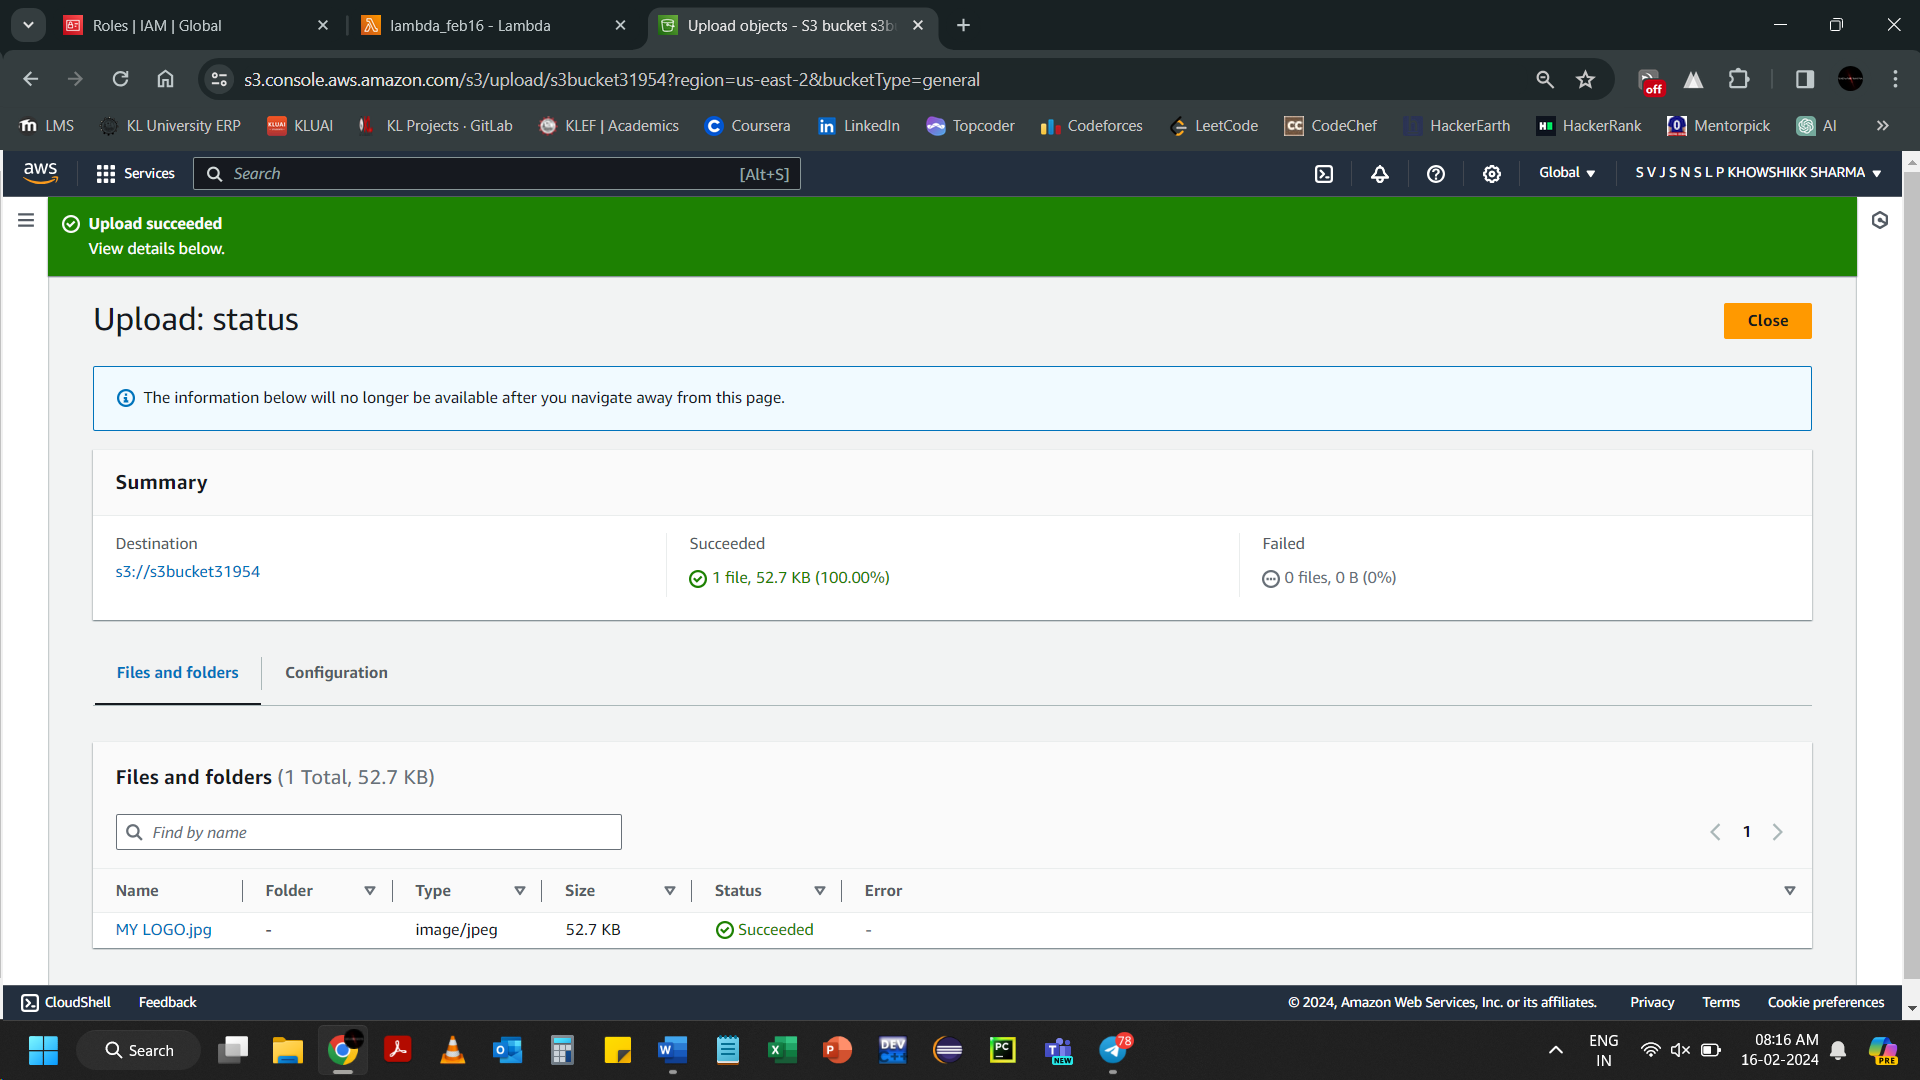 Roles | IAM | Global
lambda_feb16 - Lambda
Upload objects - S3 bucket s3b
s3.console.aws.amazon.com/s3/upload/s3bucket31954?region=us-east-2&bucketType=general
off
LMS
KL University ERP
KLUAI
KL Projects · GitLab
KLEF | Academics
Coursera
LinkedIn
Topcoder
Codeforces
LeetCode
CodeChef
HackerEarth
HackerRank
Mentorpick
AI
aws
Services
Search
[Alt+S]
Global
S V J S N S L P KHOWSHIKK SHARMA
Upload succeeded
View details below.
Upload: status
Close
The information below will no longer be available after you navigate away from this page.
Summary
Destination
s3://s3bucket31954
Succeeded
1 file, 52.7 KB (100.00%)
Failed
0 files, 0 B (0%)
Files and folders
Configuration
Files and folders (1 Total, 52.7 KB)
Find by name
1
Name Folder Type Size Status Error
MY LOGO.jpg - image/jpeg 52.7 KB Succeeded -
CloudShell
Feedback
© 2024, Amazon Web Services, Inc. or its affiliates.
Privacy
Terms
Cookie preferences
Search
DEV
PC
NEW
78
ENG
IN
08:16 AM
16-02-2024
PRE